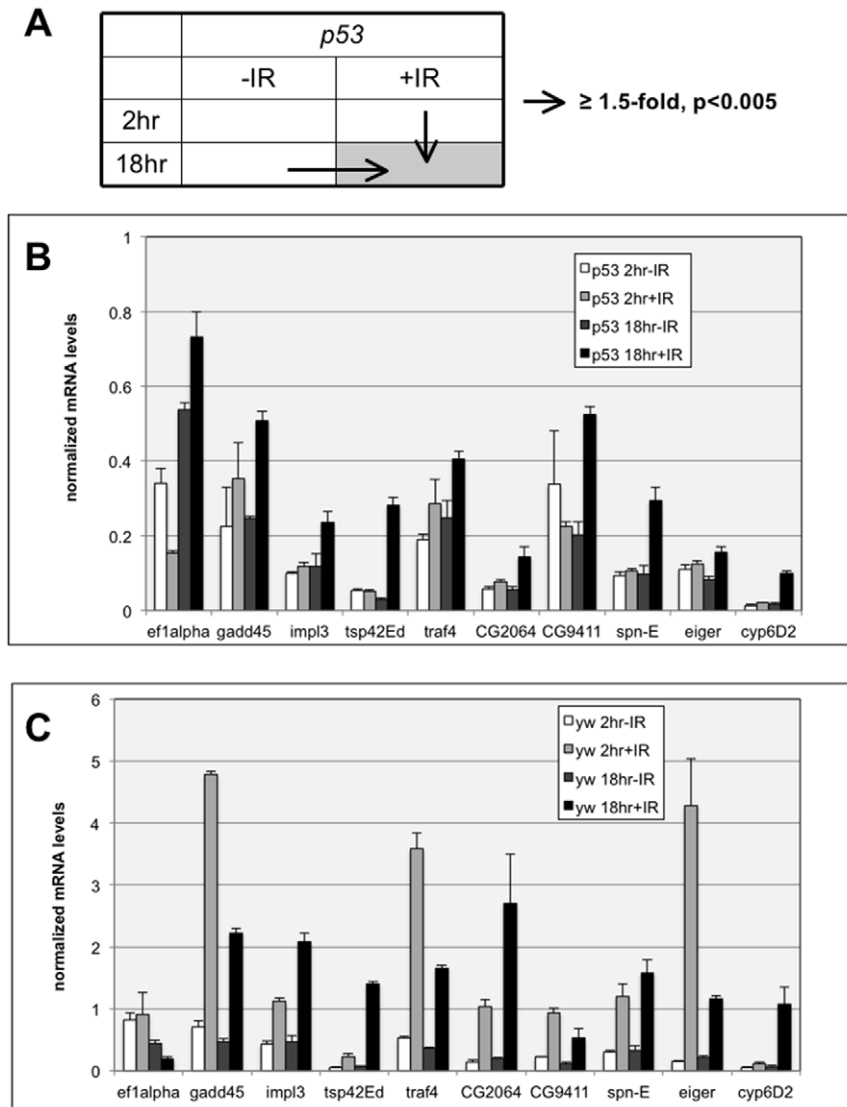 A
p53
-IR +IR
2hr
18hr
≥ 1.5-fold, p<0.005
B
normalized mRNA levels
1
0.8
0.6
0.4
0.2
0
p53 2hr-IR
p53 2hr+IR
p53 18hr-IR
p53 18hr+IR
ef1alpha gadd45 impl3 tsp42Ed traf4 CG2064 CG9411 spn-E eiger cyp6D2
C
normalized mRNA levels
6
5
4
3
2
1
0
yw 2hr-IR
yw 2hr+IR
yw 18hr-IR
yw 18hr+IR
ef1alpha gadd45 impl3 tsp42Ed traf4 CG2064 CG9411 spn-E eiger cyp6D2